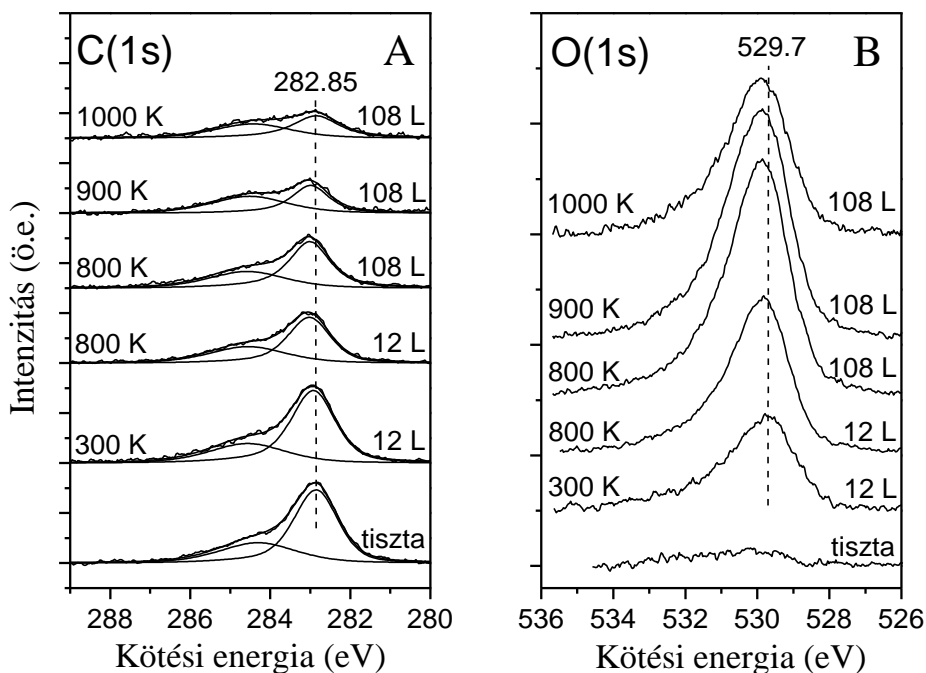 C(1s)
A
282.85
1000 K
108 L
900 K
108 L
800 K
108 L
800 K
12 L
300 K
12 L
tiszta
288
286
284
282
280
Kötési energia (eV)
Intenzitás (ö.e.)
O(1s)
B
529.7
1000 K
108 L
900 K
108 L
800 K
108 L
800 K
12 L
300 K
12 L
tiszta
536
534
532
530
528
526
Kötési energia (eV)